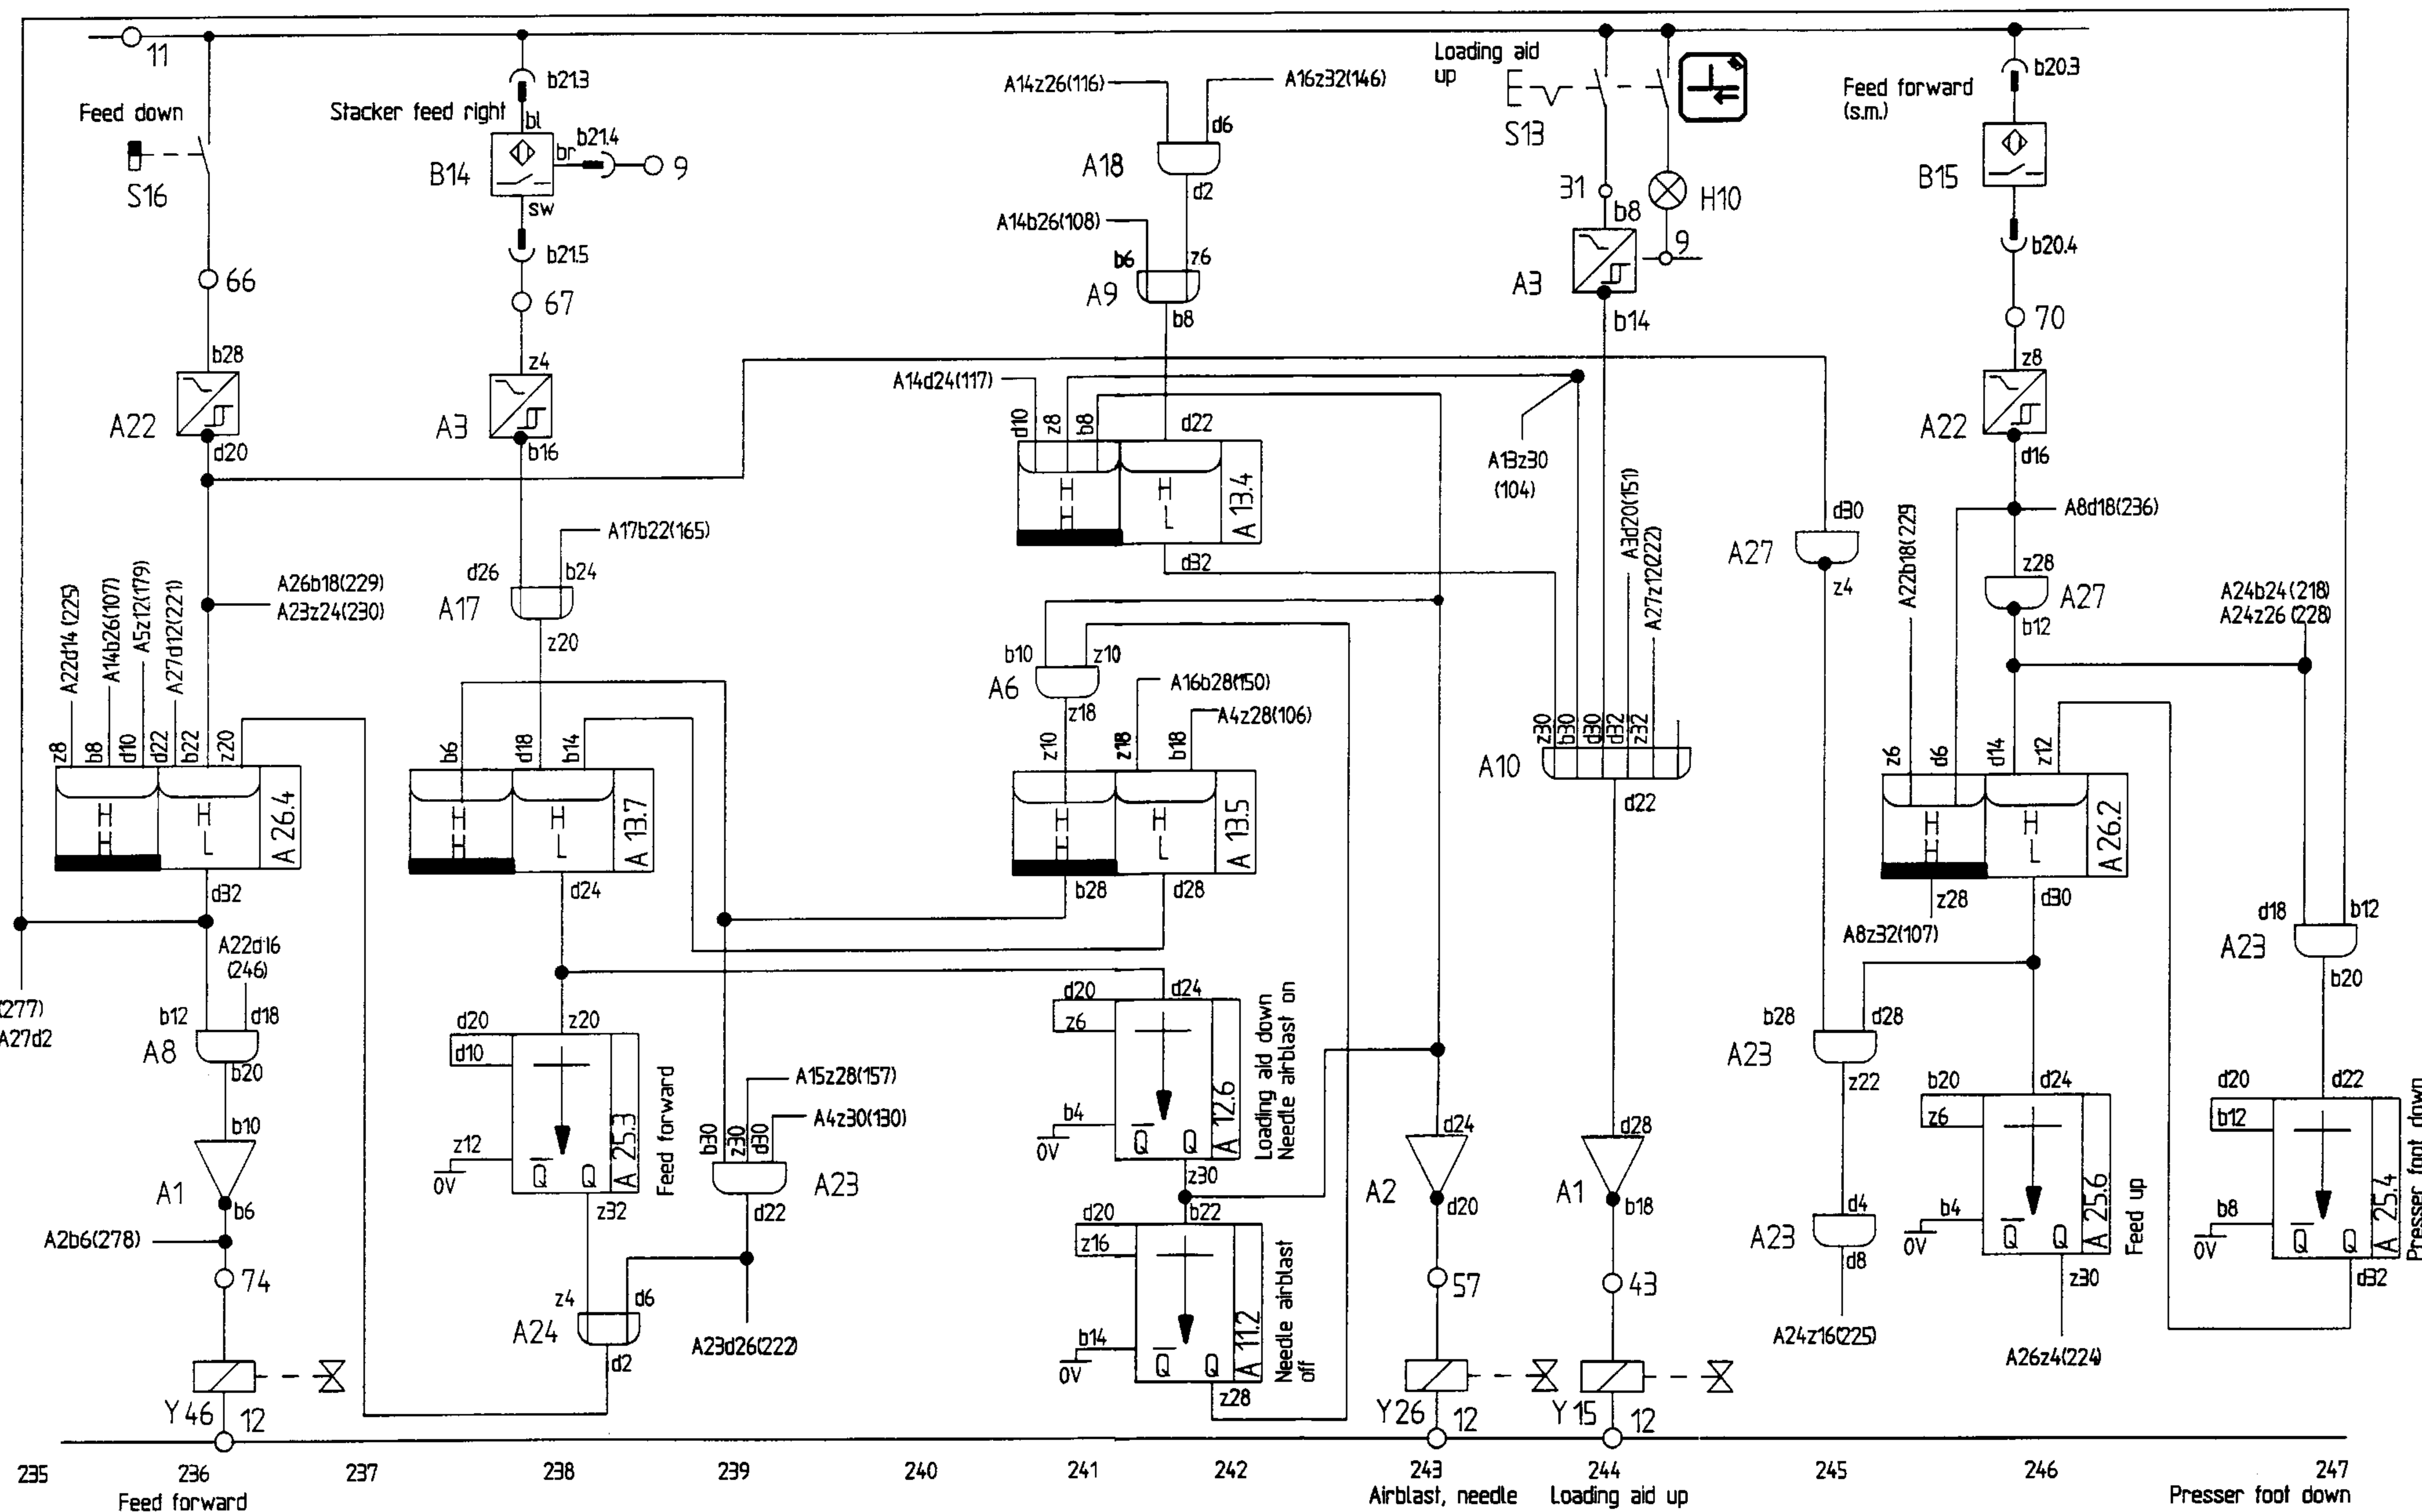 11
Feed down
S16
66
b28
A22
d20
A26b18(229)
A23z24(230)
A22d14 (225)
A14b26(107)
A5z12(179)
A27d12(221)
z8
b8
d10
d22
b22
z20
H
H
H
L
A 26.4
d32
(277)
A27d2
A22d16
(246)
b12
d18
A8
b20
b10
A1
b6
A2b6(278)
74
Y46
12
Stacker feed right
b21.3
bl
br
b21.4
9
B14
sw
b21.5
67
z4
A3
b16
A17b22(165)
d26
b24
A17
z20
b6
d18
b14
H
H
H
L
A 13.7
d24
d20
d10
z20
z12
0V
Q
Q
A 25.3
Feed forward
z32
b30
z30
d30
A15z28(157)
A4z30(130)
A23
d22
z4
d6
A24
d2
A23d26(222)
A14z26(116)
A16z32(146)
d6
A18
d2
A14b26(108)
b6
z6
A9
b8
A14d24(117)
d10
z8
b8
d22
H
H
H
L
A 13.4
d32
b10
z10
A6
z18
A16b28(150)
A4z28(106)
z10
z18
b18
H
H
H
L
A 13.5
b28
d28
d20
z6
d24
b4
0V
Q
Q
A 12.6
Loading aid down
Needle airblast on
z30
d20
z16
b22
b14
0V
Q
Q
A 11.2
Needle airblast
off
z28
d24
A2
d20
57
Y26
12
Loading aid
up
S13
31
b8
H10
9
A3
b14
A13z30
(104)
A3d20(151)
A27z12(222)
z30
b30
d30
d32
z32
A10
d22
d28
A1
b18
43
Y15
12
d30
A27
z4
b28
d28
A23
z22
d4
A23
d8
A24z16(225)
Feed forward
(s.m.)
b20.3
B15
b20.4
70
z8
A22
d16
A8d18(236)
A22b18(229
z28
A27
b12
z6
d6
d14
z12
H
H
H
L
A 26.2
z28
d30
A8z32(107)
b20
z6
d24
b4
0V
Q
Q
A 25.6
Feed up
z30
A26z4(224)
A24b24 (218)
A24z26 (228)
d18
b12
A23
b20
d20
b12
d22
b8
0V
Q
Q
A 25.4
Presser foot down
d32
235 236 237 238 239 240 241 242 243 244 245 246 247
Feed forward Airblast, needle Loading aid up Presser foot down